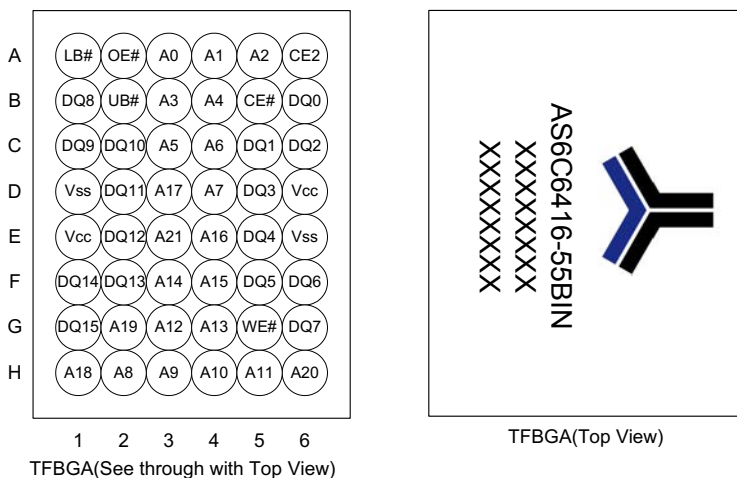 A LB# OE# A0 A1 A2 CE2
B DQ8 UB# A3 A4 CE# DQ0
C DQ9 DQ10 A5 A6 DQ1 DQ2
D Vss DQ11 A17 A7 DQ3 Vcc
E Vcc DQ12 A21 A16 DQ4 Vss
F DQ14 DQ13 A14 A15 DQ5 DQ6
G DQ15 A19 A12 A13 WE# DQ7
H A18 A8 A9 A10 A11 A20
1 2 3 4 5 6
TFBGA(See through with Top View)
AS6C6416-55BIN
XXXXXXXX
XXXXXXXX
TFBGA(Top View)